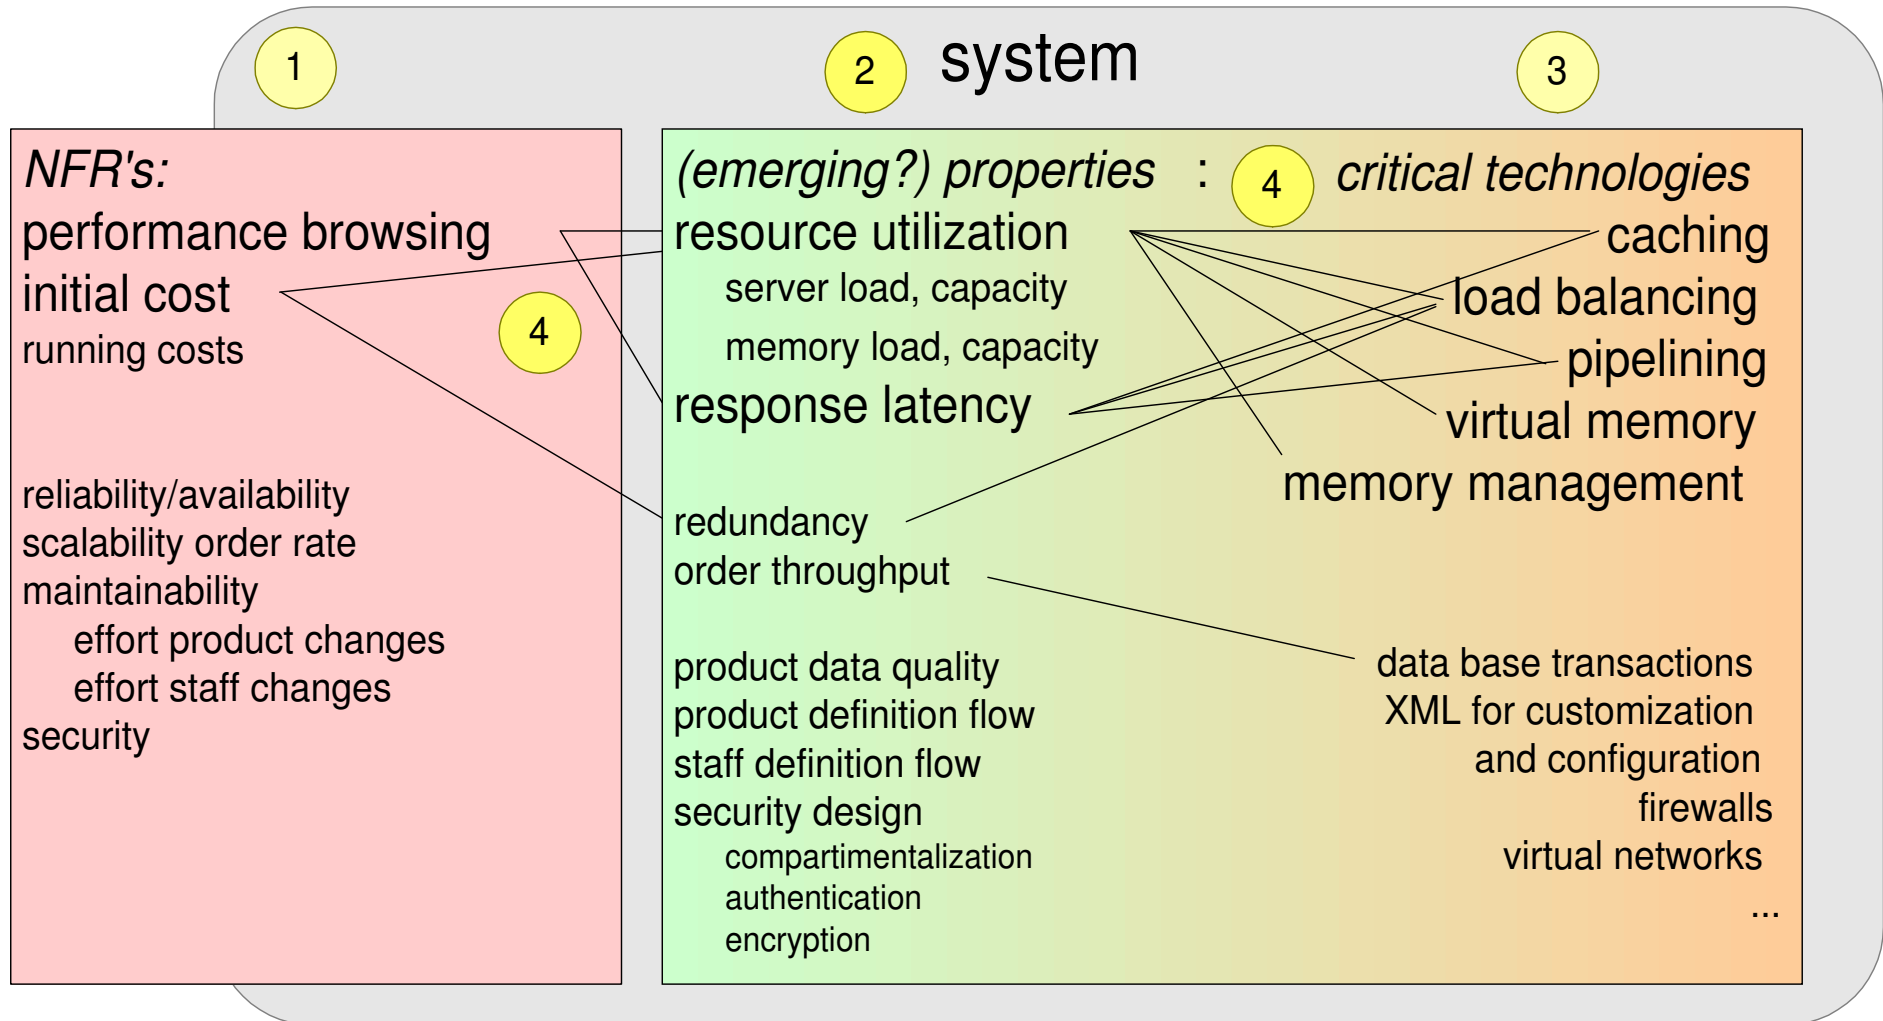 system
1
2
3
NFR's:
performance browsing
initial cost
running costs
reliability/availability
scalability order rate
maintainability
effort product changes
effort staff changes
security
4
(emerging?) properties :
resource utilization
server load, capacity
memory load, capacity
response latency
redundancy
order throughput
product data quality
product definition flow
staff definition flow
security design
compartimentalization
authentication
encryption
4
critical technologies
caching
load balancing
pipelining
virtual memory
memory management
data base transactions
XML for customization
and configuration
firewalls
virtual networks
...